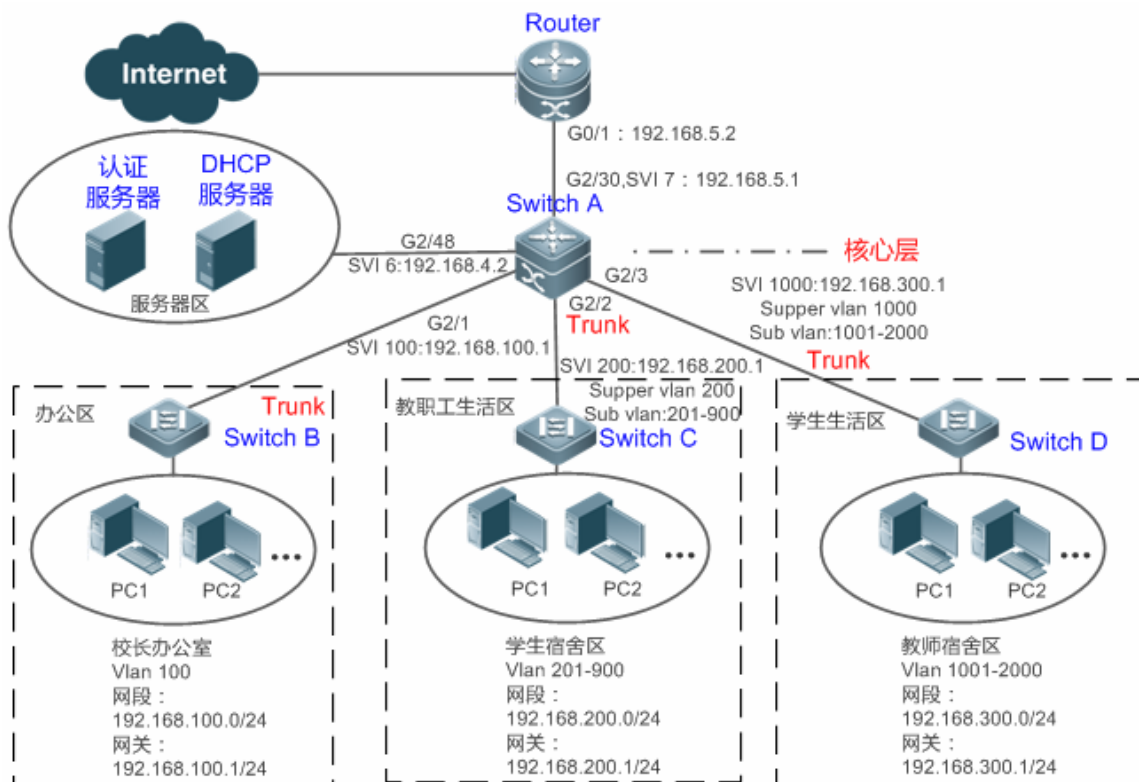 Router
Internet
G0/1：192.168.5.2
认证
服务器
DHCP
服务器
G2/30,SVI 7：192.168.5.1
Switch A
G2/48
SVI 6:192.168.4.2
服务器区
核心层
G2/3
SVI 1000:192.168.300.1
Supper vlan 1000
Sub vlan:1001-2000
G2/2
Trunk
Trunk
G2/1
SVI 100:192.168.100.1
SVI 200:192.168.200.1
Supper vlan 200
Sub vlan:201-900
办公区
Trunk
Switch B
教职工生活区
Switch C
学生生活区
Switch D
PC1
PC2
•••
PC1
PC2
•••
PC1
PC2
•••
校长办公室
Vlan 100
网段：
192.168.100.0/24
网关：
192.168.100.1/24
学生宿舍区
Vlan 201-900
网段：
192.168.200.0/24
网关：
192.168.200.1/24
教师宿舍区
Vlan 1001-2000
网段：
192.168.300.0/24
网关：
192.168.300.1/24